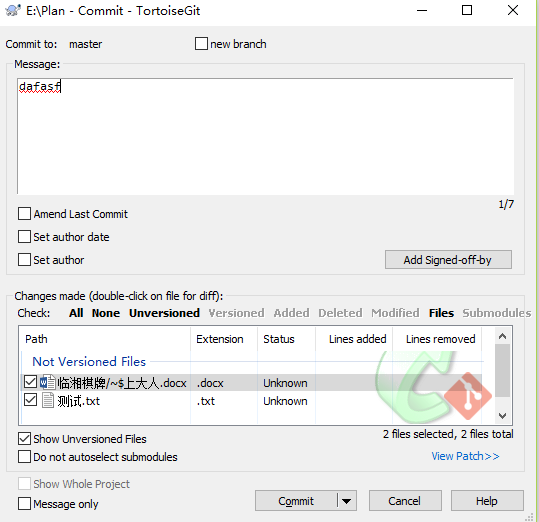 E:\Plan - Commit - TortoiseGit
Commit to: master new branch
Message:
dafasf
1/7
Amend Last Commit
Set author date
Set author
Add Signed-off-by
Changes made (double-click on file for diff):
Check: All None Unversioned Versioned Added Deleted Modified Files Submodules
Path Extension Status Lines added Lines removed
Not Versioned Files
临湘棋牌/~$上大人.docx .docx Unknown
测试.txt .txt Unknown
Show Unversioned Files
2 files selected, 2 files total
Do not autoselect submodules
View Patch>>
Show Whole Project
Message only
Commit Cancel Help